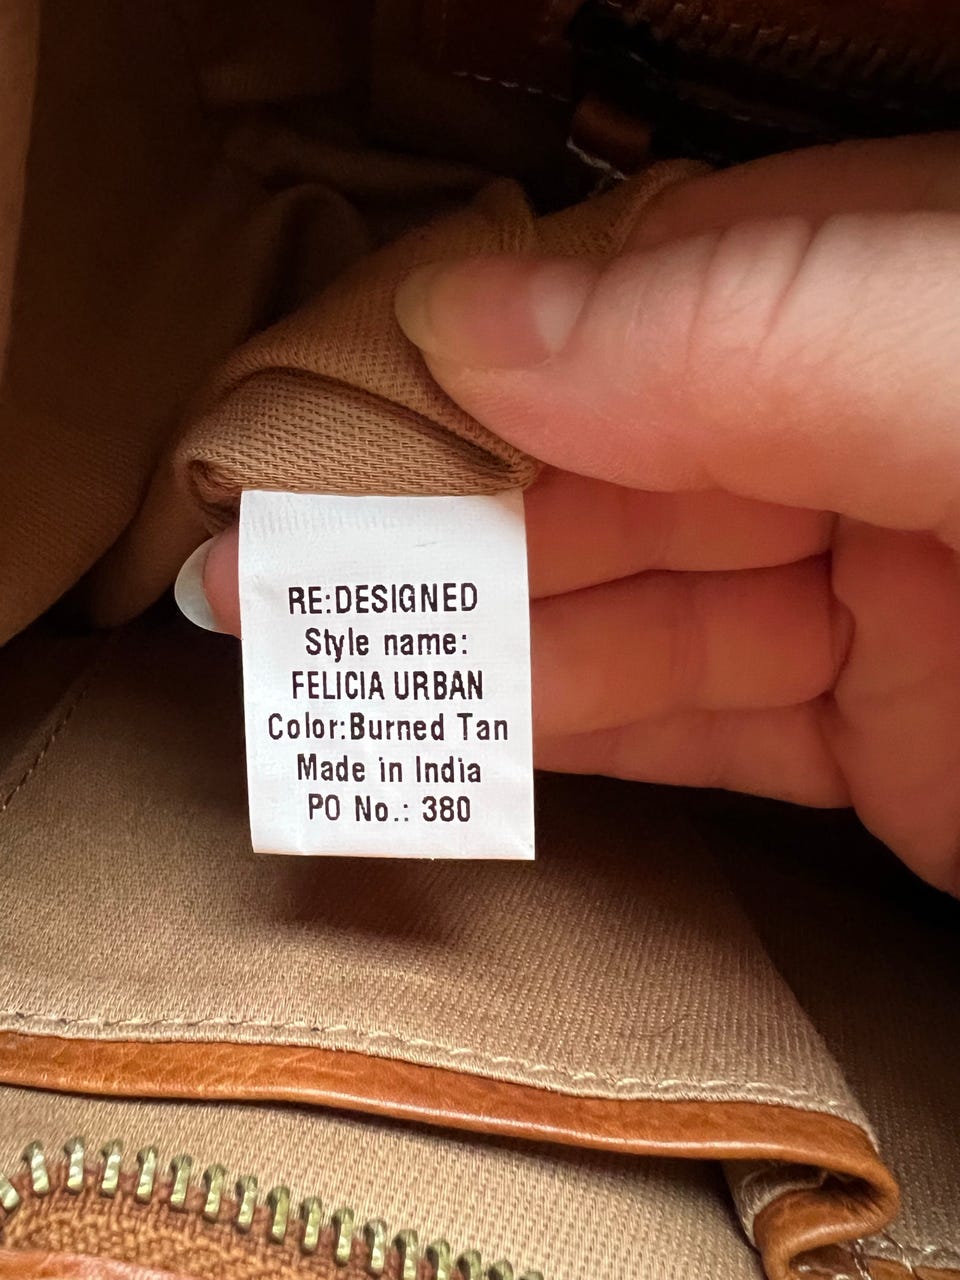 RE:DESIGNED
Style name:
FELICIA URBAN
Color:Burned Tan
Made in India
PO No.: 380